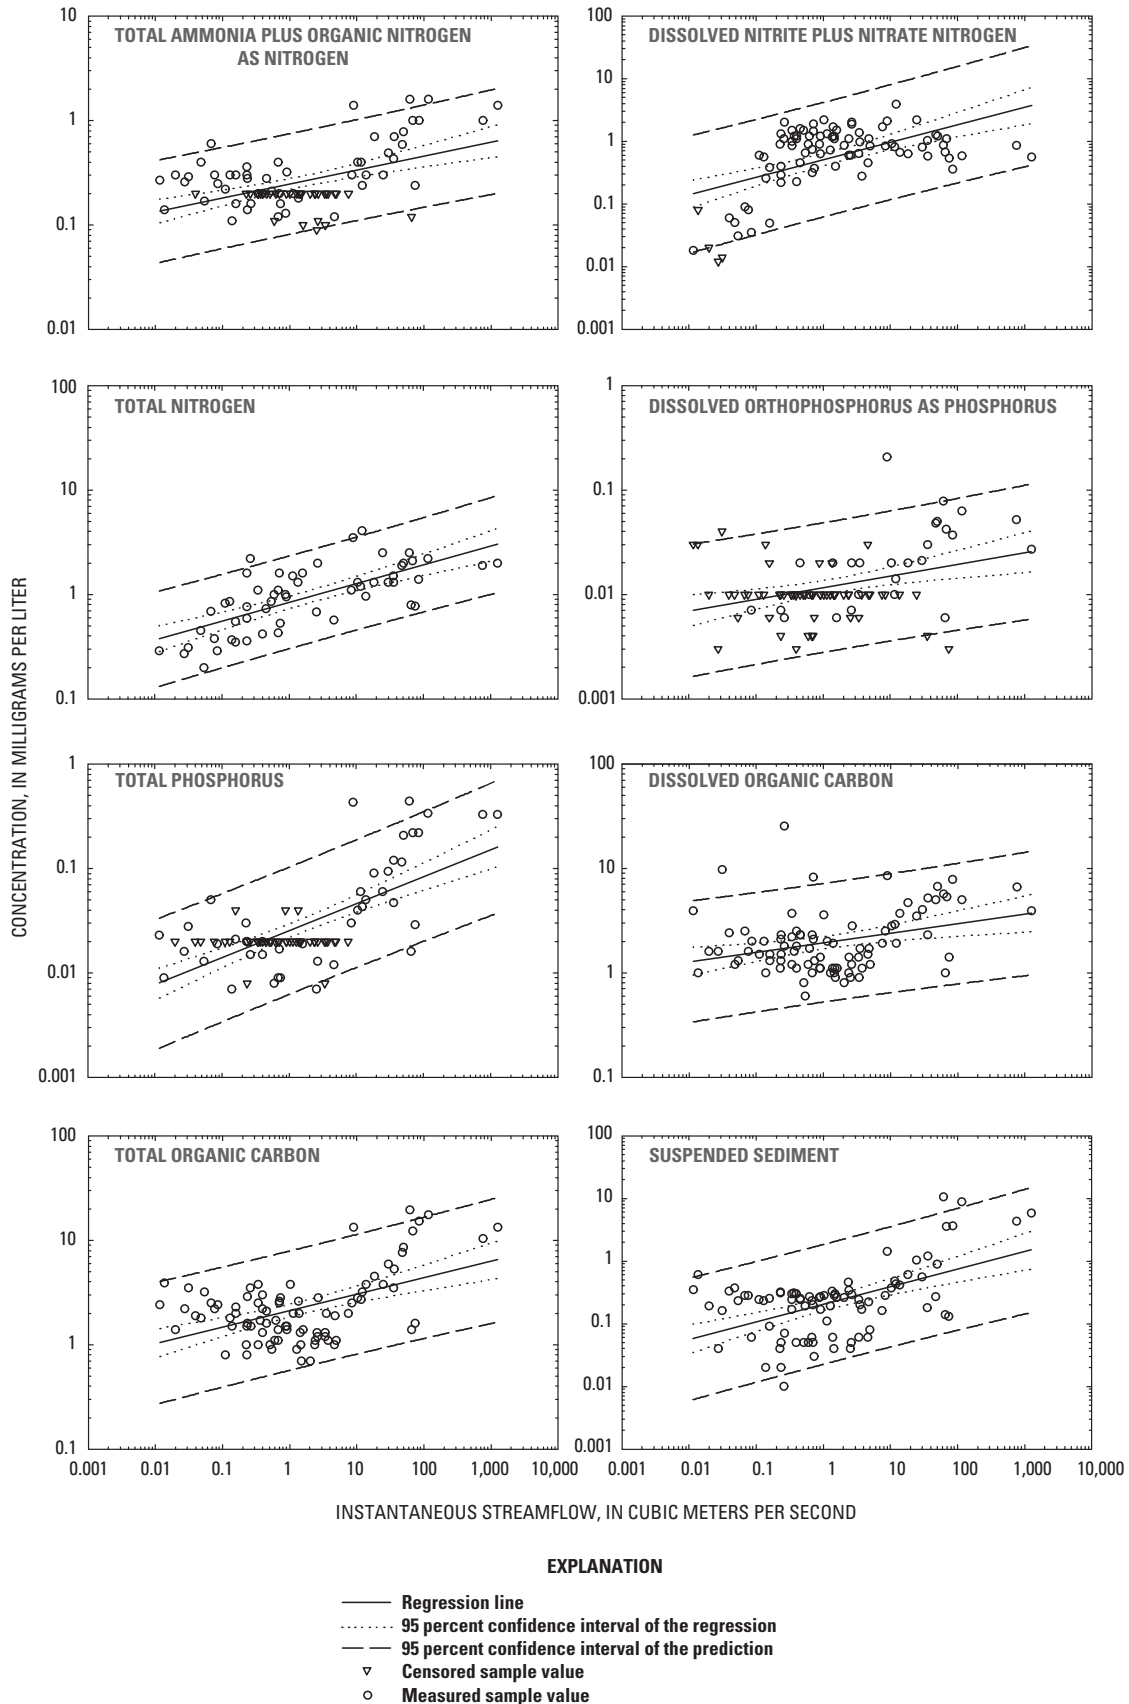 CONCENTRATION, IN MILLIGRAMS PER LITER
TOTAL AMMONIA PLUS ORGANIC NITROGEN
AS NITROGEN
10
1
0.1
0.01
DISSOLVED NITRITE PLUS NITRATE NITROGEN
100
10
1
0.1
0.01
0.001
TOTAL NITROGEN
100
10
1
0.1
DISSOLVED ORTHOPHOSPHORUS AS PHOSPHORUS
1
0.1
0.01
0.001
TOTAL PHOSPHORUS
1
0.1
0.01
0.001
DISSOLVED ORGANIC CARBON
100
10
1
0.1
TOTAL ORGANIC CARBON
100
10
1
0.1
0.001 0.01 0.1 1 10 100 1,000 10,000
SUSPENDED SEDIMENT
100
10
1
0.1
0.01
0.001
0.001 0.01 0.1 1 10 100 1,000 10,000
INSTANTANEOUS STREAMFLOW, IN CUBIC METERS PER SECOND
EXPLANATION
Regression line
95 percent confidence interval of the regression
95 percent confidence interval of the prediction
Censored sample value
Measured sample value